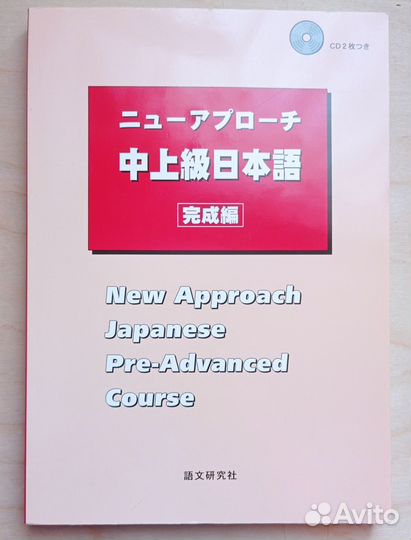 CD2枚つき
ニューアプローチ
中上級日本語
完成編
New Approach
Japanese
Pre-Advanced
Course
語文研究社
Avito